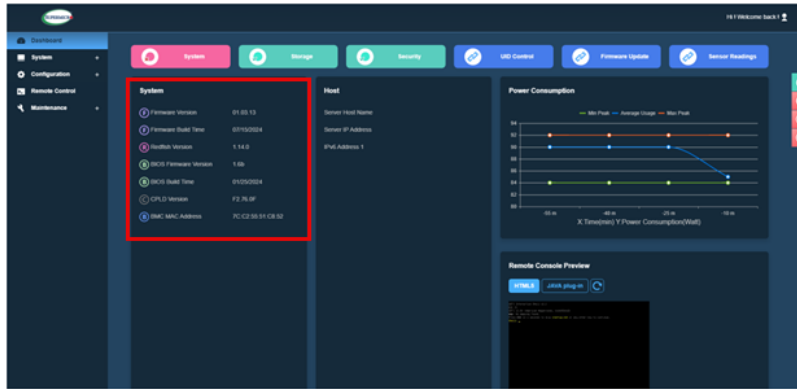 SUPERMICRO
Hi ! Welcome back !
Dashboard
System +
Configuration +
Remote Control
Maintenance +
System
Storage
Security
UID Control
Firmware Update
Sensor Readings
System
Firmware Version 01.03.13
Firmware Build Time 07/15/2024
Redfish Version 1.14.0
BIOS Firmware Version 1.6b
BIOS Build Time 01/25/2024
CPLD Version F2.76.0F
BMC MAC Address 7C:C2:55:51:C8:52
Host
Server Host Name
Server IP Address
IPv6 Address 1
Power Consumption
Min Peak Average Usage Max Peak
94
92
90
88
86
84
82
80
-55 m -40 m -25 m -10 m
X:Time(min) Y:Power Consumption(Watt)
Remote Console Preview
HTML5 JAVA plug-in